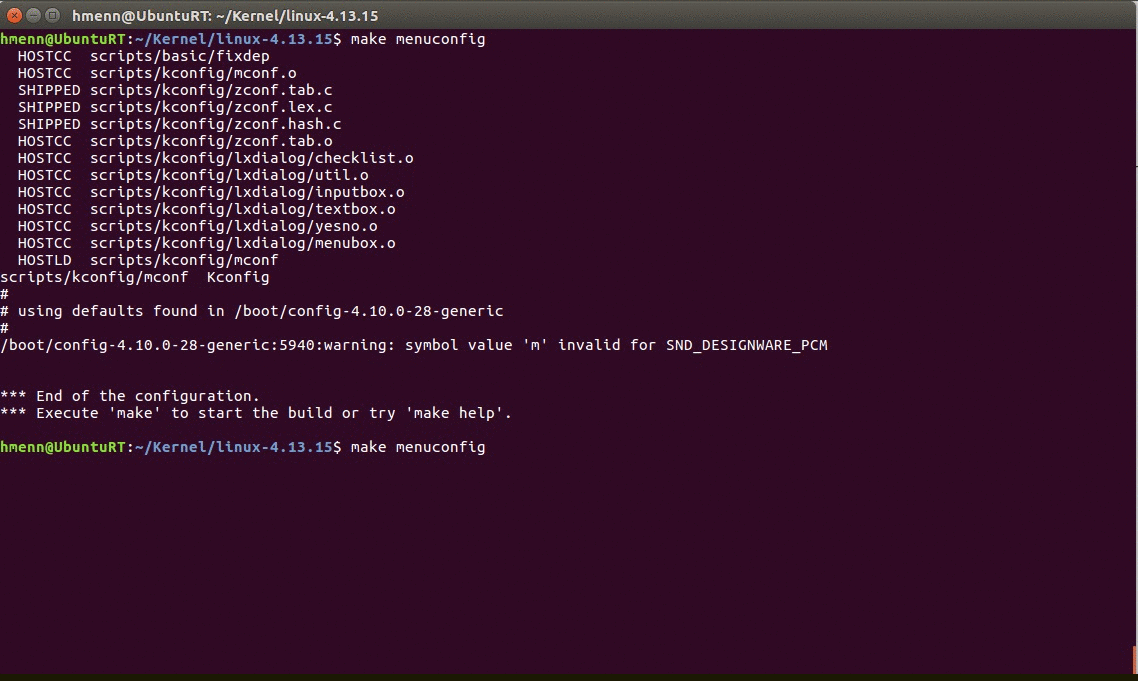 hmenn@UbuntuRT: ~/Kernel/linux-4.13.15
hmenn@UbuntuRT:~/Kernel/linux-4.13.15$ make menuconfig
  HOSTCC  scripts/basic/fixdep
  HOSTCC  scripts/kconfig/mconf.o
  SHIPPED scripts/kconfig/zconf.tab.c
  SHIPPED scripts/kconfig/zconf.lex.c
  SHIPPED scripts/kconfig/zconf.hash.c
  HOSTCC  scripts/kconfig/zconf.tab.o
  HOSTCC  scripts/kconfig/lxdialog/checklist.o
  HOSTCC  scripts/kconfig/lxdialog/util.o
  HOSTCC  scripts/kconfig/lxdialog/inputbox.o
  HOSTCC  scripts/kconfig/lxdialog/textbox.o
  HOSTCC  scripts/kconfig/lxdialog/yesno.o
  HOSTCC  scripts/kconfig/lxdialog/menubox.o
  HOSTLD  scripts/kconfig/mconf
scripts/kconfig/mconf  Kconfig
#
# using defaults found in /boot/config-4.10.0-28-generic
#
/boot/config-4.10.0-28-generic:5940:warning: symbol value 'm' invalid for SND_DESIGNWARE_PCM
*** End of the configuration.
*** Execute 'make' to start the build or try 'make help'.
hmenn@UbuntuRT:~/Kernel/linux-4.13.15$ make menuconfig